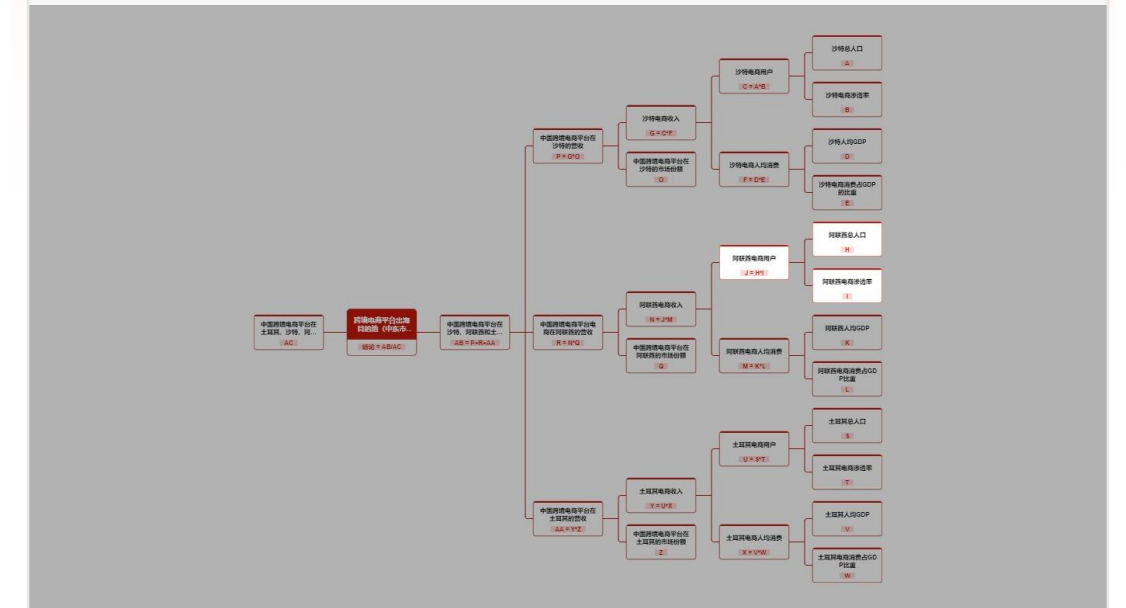 沙特总人口
A
沙特电商用户
C = A*B
沙特电商渗透率
B
沙特电商收入
G = C*F
中国跨境电商平台在
沙特的营收
P = G*O
沙特人均GDP
D
中国跨境电商平台在
沙特的市场份额
O
沙特电商人均消费
F = D*E
沙特电商消费占GDP
的比重
E
阿联酋总人口
H
阿联酋电商用户
J = H*I
阿联酋电商渗透率
I
阿联酋电商收入
N = J*M
中国跨境电商平台在
土耳其、沙特、阿...
AC
跨境电商平台出海
目的地（中东市...
结论 = AB/AC
中国跨境电商平台在
沙特、阿联酋和土...
AB = P+R+AA
中国跨境电商平台电
商在阿联酋的营收
R = N*Q
阿联酋人均GDP
K
中国跨境电商平台在
阿联酋的市场份额
Q
阿联酋电商人均消费
M = K*L
阿联酋电商消费占GD
P比重
L
土耳其总人口
S
土耳其电商用户
U = S*T
土耳其电商渗透率
T
土耳其电商收入
Y = U*X
中国跨境电商平台在
土耳其的营收
AA = Y*Z
土耳其人均GDP
V
中国跨境电商平台在
土耳其的市场份额
Z
土耳其电商人均消费
X = V*W
土耳其电商消费占GD
P比重
W